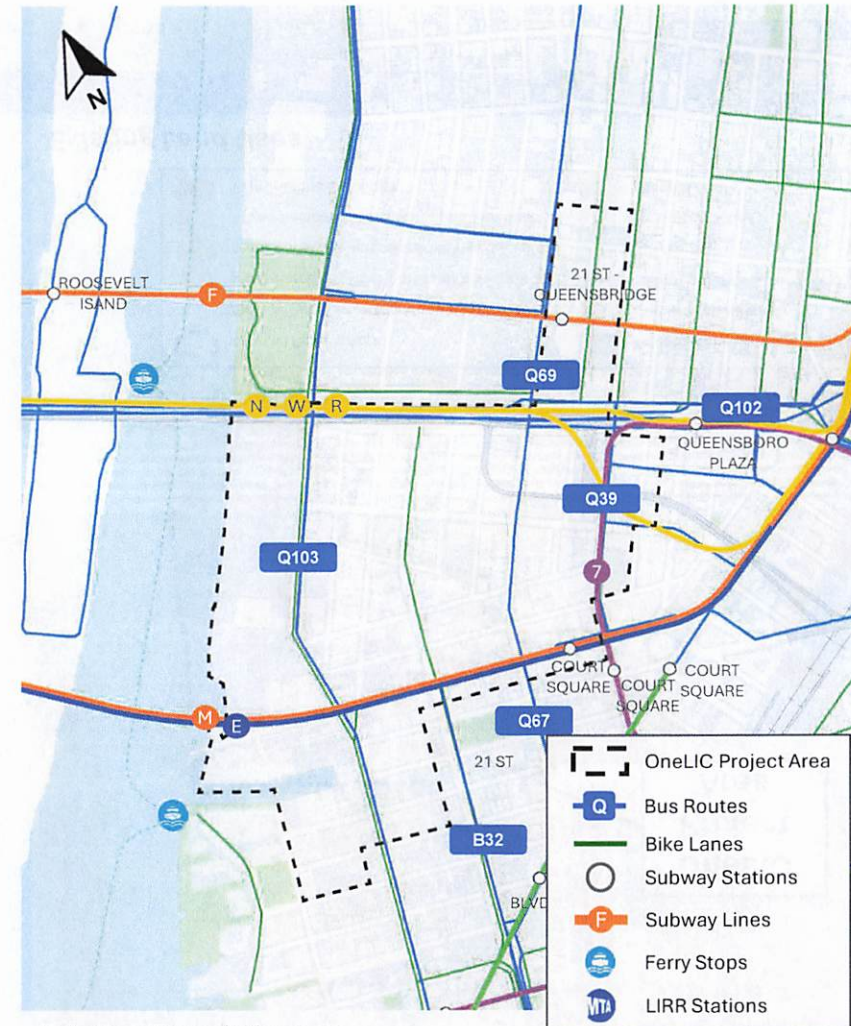 N
ROOSEVELT
ISAND
F
21 ST -
QUEENSBRIDGE
Q69
N W R
Q102
QUEENSBORO
PLAZA
Q39
Q103
7
COURT
SQUARE
COURT
SQUARE
COURT
SQUARE
M
E
Q67
21 ST
B32
BLVD
OneLIC Project Area
Q Bus Routes
Bike Lanes
Subway Stations
F Subway Lines
Ferry Stops
MTA LIRR Stations